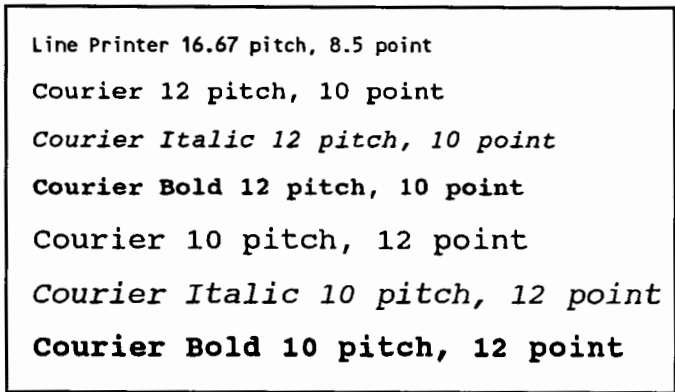 Line Printer 16.67 pitch, 8.5 point
Courier 12 pitch, 10 point
Courier Italic 12 pitch, 10 point
Courier Bold 12 pitch, 10 point
Courier 10 pitch, 12 point
Courier Italic 10 pitch, 12 point
Courier Bold 10 pitch, 12 point